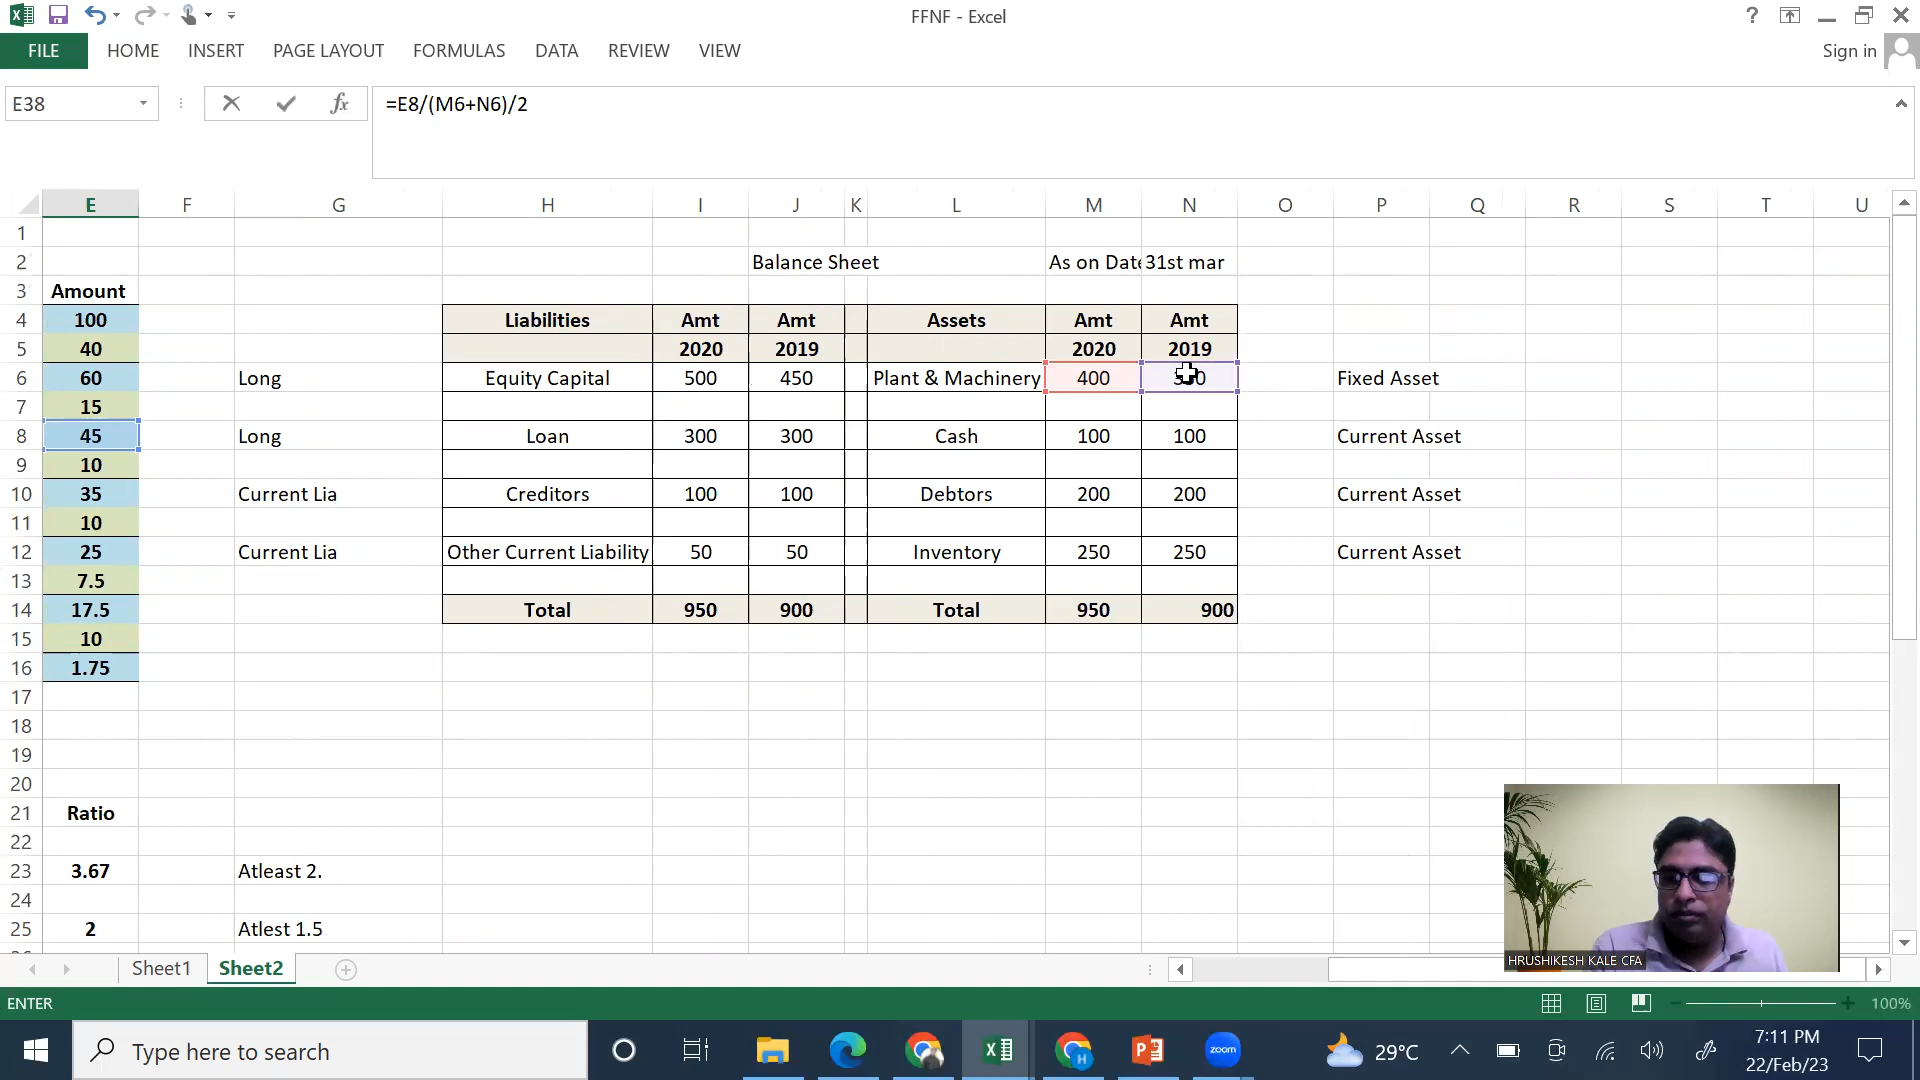 FFNF - Excel
FILE HOME INSERT PAGE LAYOUT FORMULAS DATA REVIEW VIEW Sign in
E38 fx =E8/(M6+N6)/2
E F G H I J K L M N O P Q R S T U
1
2 Balance Sheet As on Date 31st mar
3 Amount
4 100 Liabilities Amt Amt Assets Amt Amt
5 40 2020 2019 2020 2019
6 60 Long Equity Capital 500 450 Plant & Machinery 400 Fixed Asset
7 15
8 45 Long Loan 300 300 Cash 100 100 Current Asset
9 10
10 35 Current Lia Creditors 100 100 Debtors 200 200 Current Asset
11 10
12 25 Current Lia Other Current Liability 50 50 Inventory 250 250 Current Asset
13 7.5
14 17.5 Total 950 900 Total 950 900
15 10
16 1.75
17
18
19
20
21 Ratio
22
23 3.67 Atleast 2.
24
25 2 Atlest 1.5
HRUSHIKESH KALE CFA
Sheet1 Sheet2
ENTER 100%
Type here to search zoom 29°C 7:11 PM
22/Feb/23